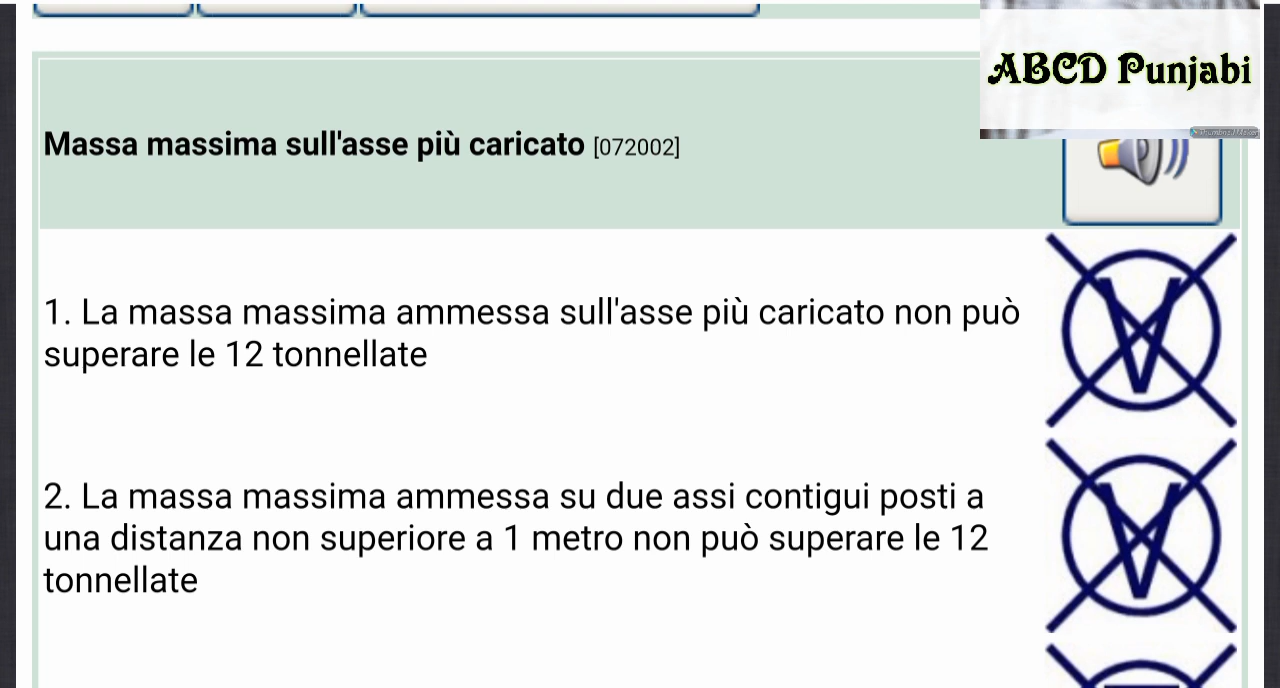 ABCD Punjabi
Massa massima sull'asse più caricato [072002]
1. La massa massima ammessa sull'asse più caricato non può
superare le 12 tonnellate
V
2. La massa massima ammessa su due assi contigui posti a
una distanza non superiore a 1 metro non può superare le 12
tonnellate
V